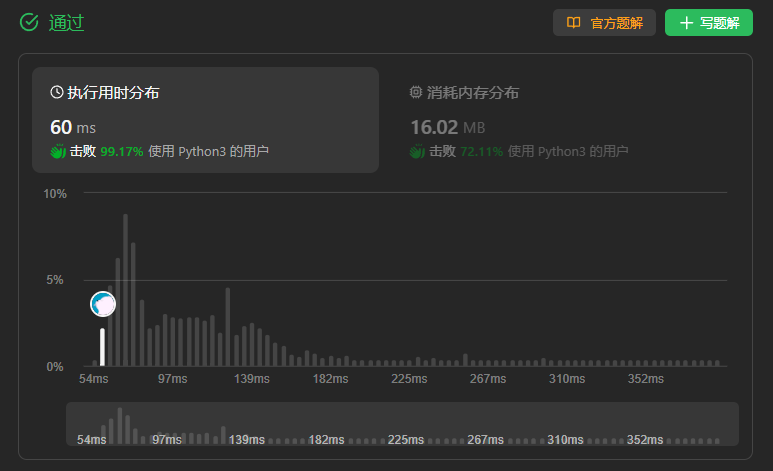 通过
官方题解
写题解
执行用时分布
60 ms
击败 99.17% 使用 Python3 的用户
消耗内存分布
16.02 MB
击败 72.11% 使用 Python3 的用户
10%
5%
0%
54ms 97ms 139ms 182ms 225ms 267ms 310ms 352ms
54ms 97ms 139ms 182ms 225ms 267ms 310ms 352ms